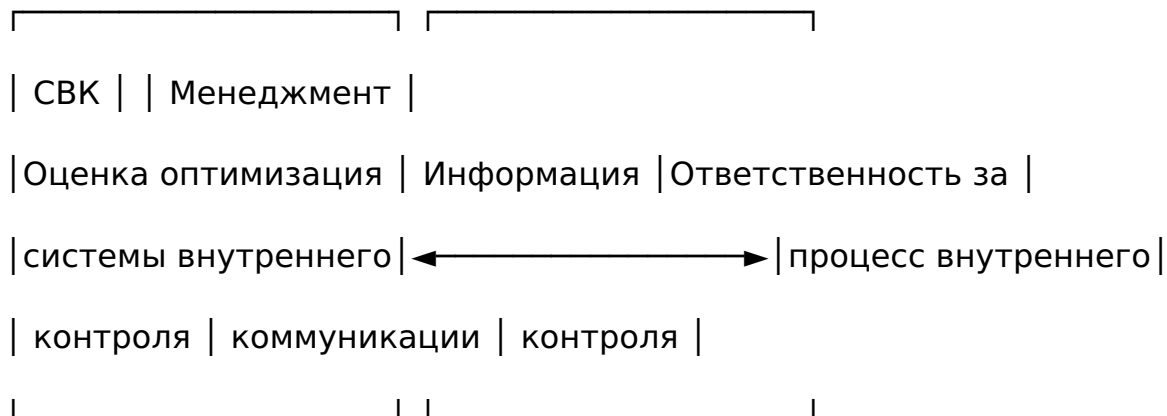 ┌────────────────────┐ ┌────────────────────┐
│ СВК │ │ Менеджмент │
│Оценка оптимизация │ Информация │Ответственность за │
│системы внутреннего│◄────────────────►│процесс внутреннего│
│ контроля │ коммуникации │ контроля │